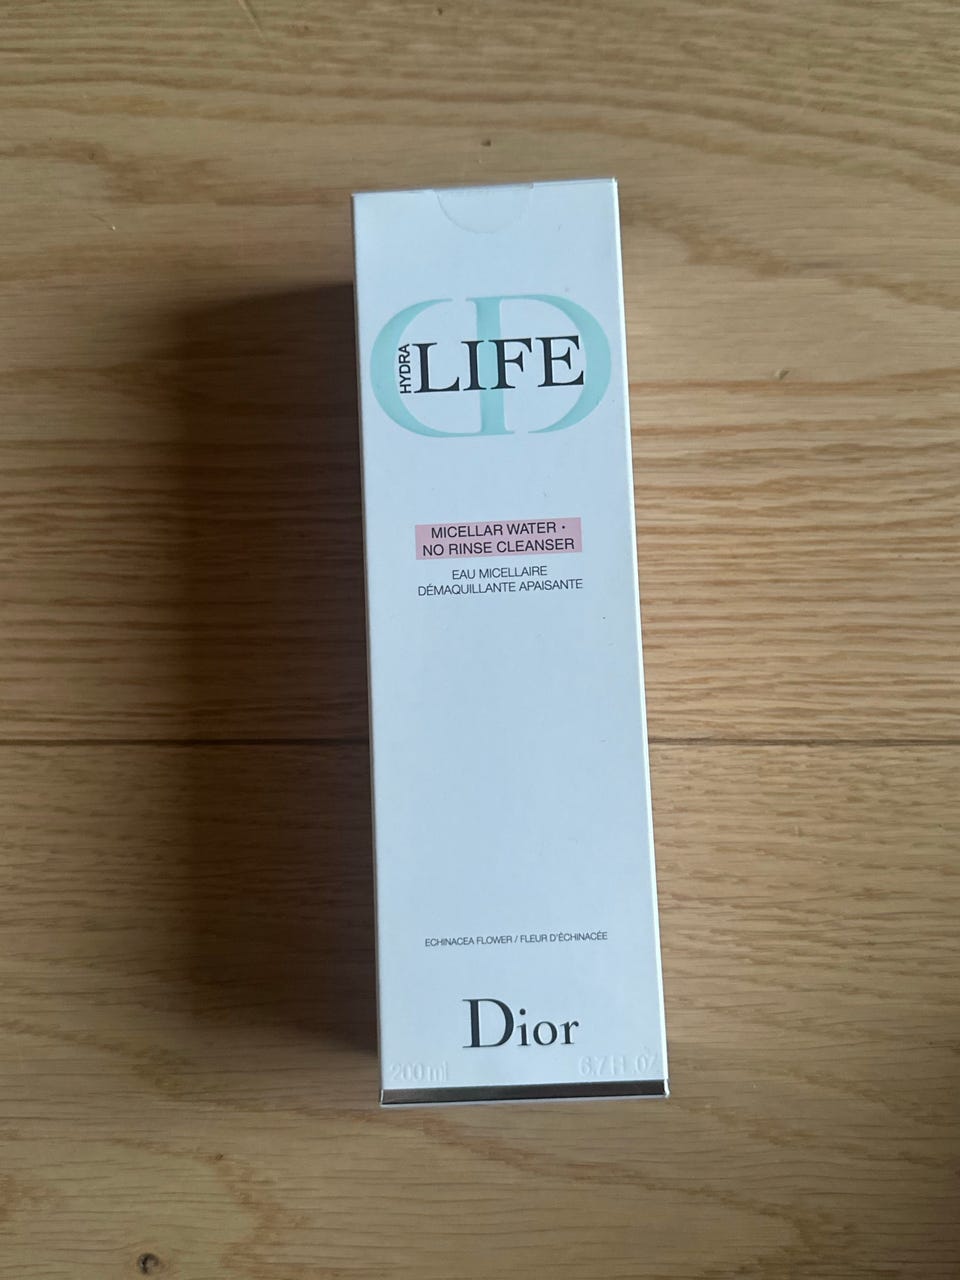 HYDRA LIFE
MICELLAR WATER •
NO RINSE CLEANSER
EAU MICELLAIRE
DÉMAQUILLANTE APAISANTE
ECHINACEA FLOWER / FLEUR D'ÉCHINACÉE
Dior
200 ml 6.7 FL.OZ